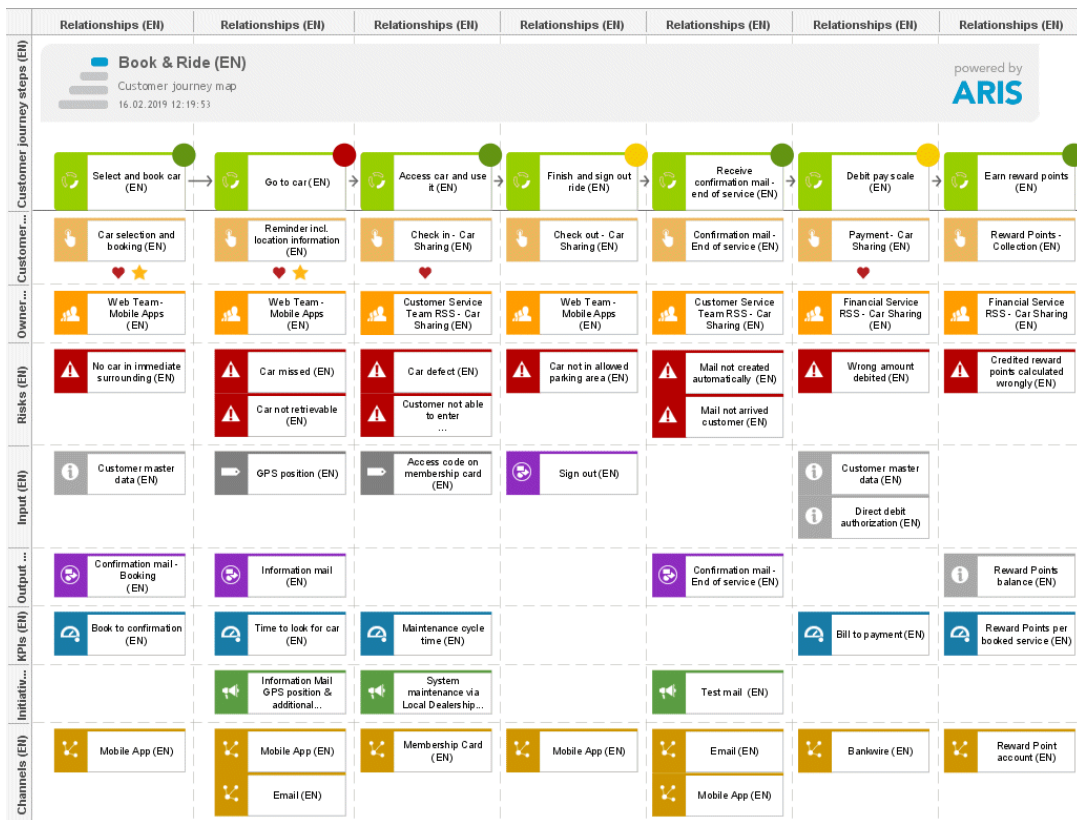 Relationships (EN) Relationships (EN) Relationships (EN) Relationships (EN) Relationships (EN) Relationships (EN) Relationships (EN)
Customer journey steps (EN)
Book & Ride (EN)
Customer journey map
16.02.2019 12:19:53
powered by
ARIS
Select and book car
(EN)
Go to car (EN)
Access car and use
it (EN)
Finish and sign out
ride (EN)
Receive
confirmation mail -
end of service (EN)
Debit pay scale
(EN)
Earn reward points
(EN)
Customer...
Car selection and
booking (EN)
Reminder incl.
location information
(EN)
Check in - Car
Sharing (EN)
Check out - Car
Sharing (EN)
Confirmation mail -
End of service (EN)
Payment - Car
Sharing (EN)
Reward Points -
Collection (EN)
Owner...
Web Team -
Mobile Apps
(EN)
Web Team -
Mobile Apps
(EN)
Customer Service
Team RSS - Car
Sharing (EN)
Web Team -
Mobile Apps
(EN)
Customer Service
Team RSS - Car
Sharing (EN)
Financial Service
RSS - Car Sharing
(EN)
Financial Service
RSS - Car Sharing
(EN)
Risks (EN)
No car in immediate
surrounding (EN)
Car missed (EN)
Car not retrievable
(EN)
Car defect (EN)
Customer not able
to enter
...
Car not in allowed
parking area (EN)
Mail not created
automatically (EN)
Mail not arrived
customer (EN)
Wrong amount
debited (EN)
Credited reward
points calculated
wrongly (EN)
Input (EN)
Customer master
data (EN)
GPS position (EN)
Access code on
membership card
(EN)
Sign out (EN)
Customer master
data (EN)
Direct debit
authorization (EN)
Output ...
Confirmation mail -
Booking
(EN)
Information mail
(EN)
Confirmation mail -
End of service (EN)
Reward Points
balance (EN)
KPIs (EN)
Book to confirmation
(EN)
Time to look for car
(EN)
Maintenance cycle
time (EN)
Bill to payment (EN)
Reward Points per
booked service (EN)
Initiativ...
Information Mail
GPS position &
additional...
System
maintenance via
Local Dealership...
Test mail (EN)
Channels (EN)
Mobile App (EN)
Mobile App (EN)
Email (EN)
Membership Card
(EN)
Mobile App (EN)
Email (EN)
Mobile App (EN)
Bankwire (EN)
Reward Point
account (EN)